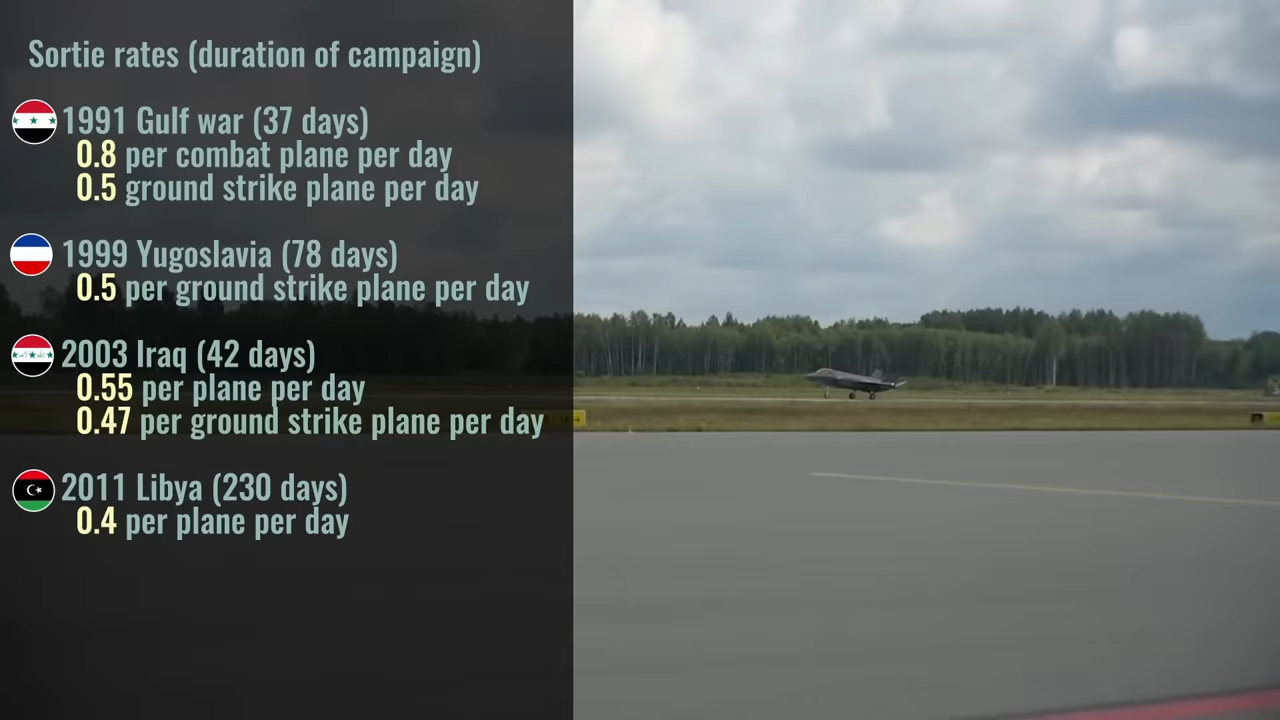 Sortie rates (duration of campaign)
1991 Gulf war (37 days)
0.8 per combat plane per day
0.5 ground strike plane per day
1999 Yugoslavia (78 days)
0.5 per ground strike plane per day
2003 Iraq (42 days)
0.55 per plane per day
0.47 per ground strike plane per day
2011 Libya (230 days)
0.4 per plane per day